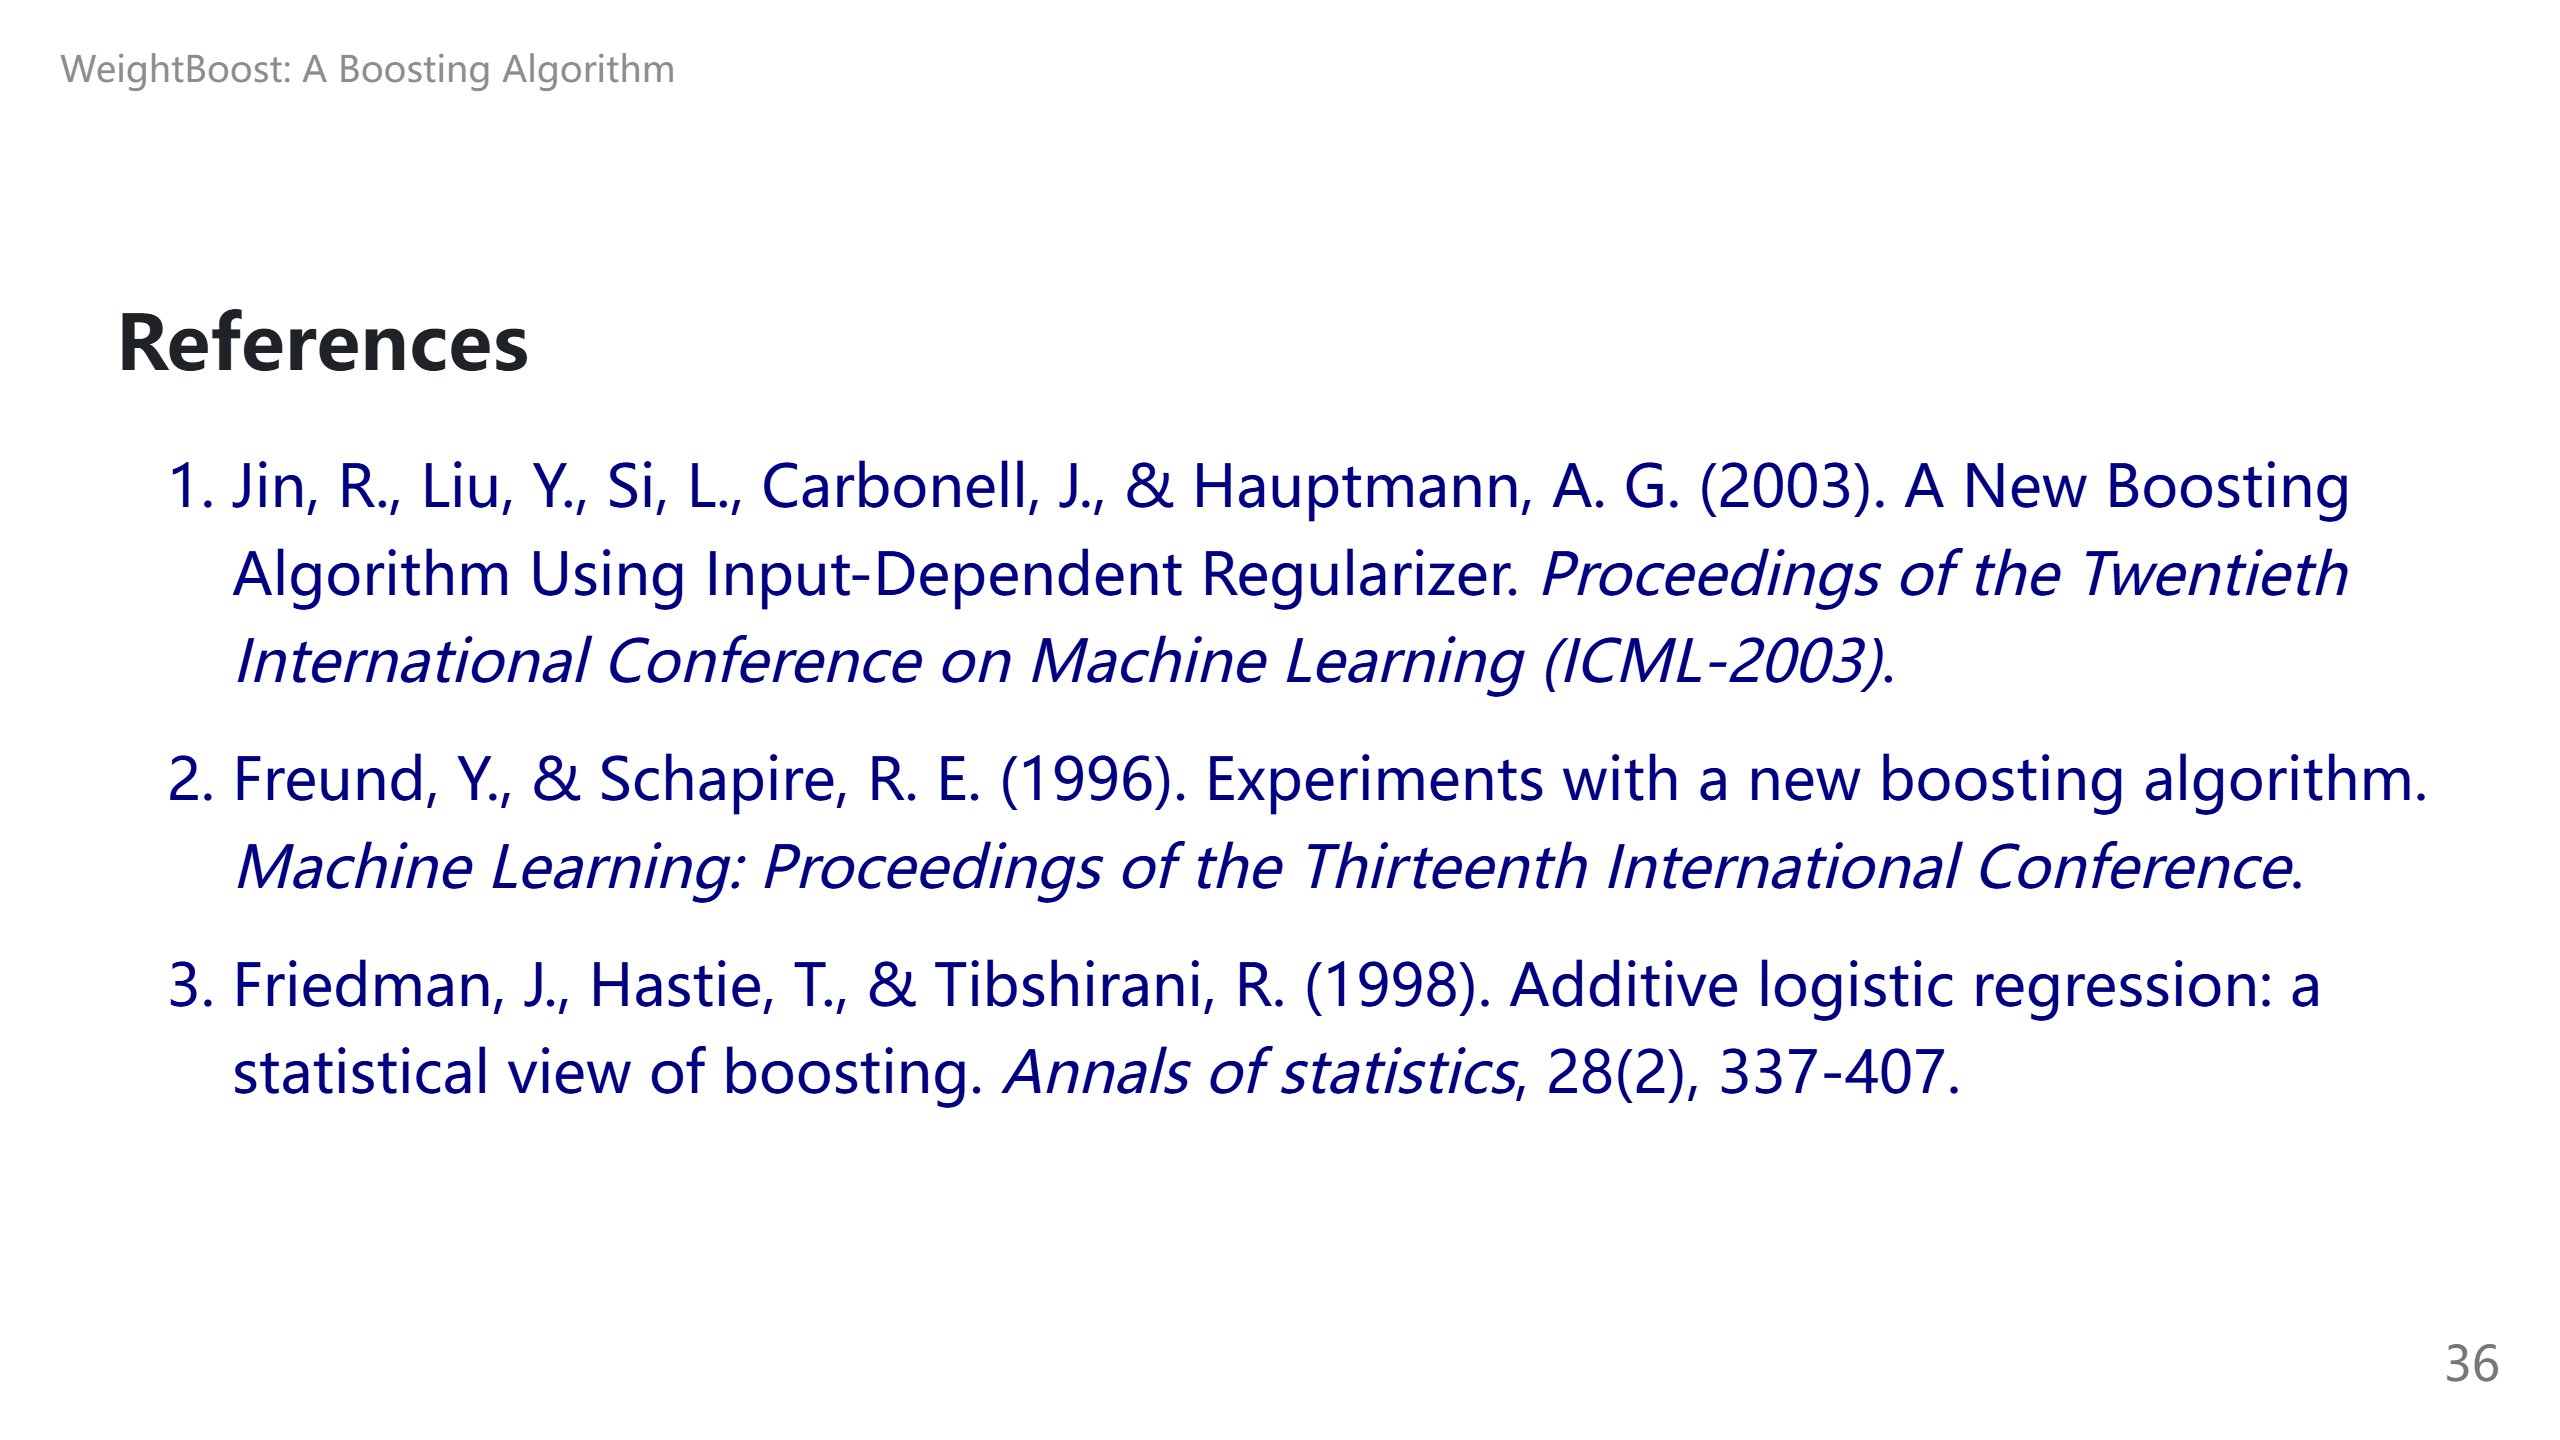 WeightBoost: A Boosting Algorithm
References
1. Jin, R., Liu, Y., Si, L., Carbonell, J., & Hauptmann, A. G. (2003). A New Boosting
Algorithm Using Input-Dependent Regularizer. Proceedings of the Twentieth
International Conference on Machine Learning (ICML-2003).
2. Freund, Y., & Schapire, R. E. (1996). Experiments with a new boosting algorithm.
Machine Learning: Proceedings of the Thirteenth International Conference.
3. Friedman, J., Hastie, T., & Tibshirani, R. (1998). Additive logistic regression: a
statistical view of boosting. Annals of statistics, 28(2), 337-407.
36